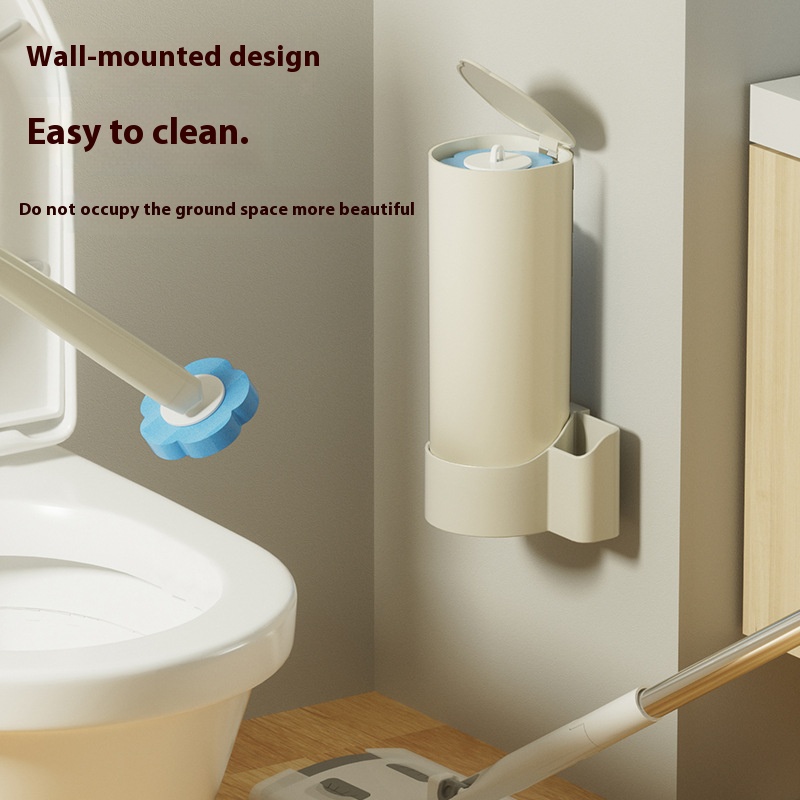 Wall-mounted design
Easy to clean.
Do not occupy the ground space more beautiful